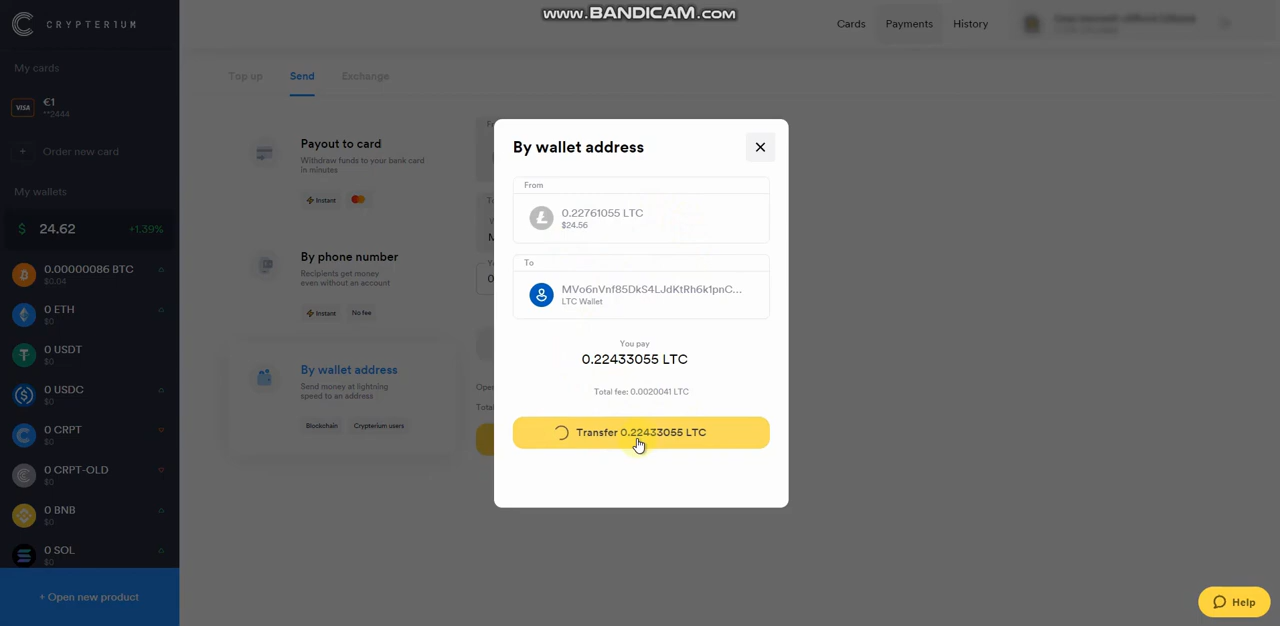 www.BANDICAM.com
CRYPTERIUM
Cards
Payments
History
My cards
VISA
€1
**2444
+ Order new card
My wallets
$ 24.62 +1.39%
0.00000086 BTC
$0.04
0 ETH
$0
0 USDT
$0
0 USDC
$0
0 CRPT
$0
0 CRPT-OLD
$0
0 BNB
$0
0 SOL
$0
+ Open new product
Top up
Send
Exchange
Payout to card
Withdraw funds to your bank card
in minutes
Instant
By phone number
Recipients get money
even without an account
Instant
No fee
By wallet address
Send money at lightning
speed to an address
Blockchain
Crypterium users
By wallet address
From
0.22761055 LTC
$24.56
To
MVo6nVnf85DkS4LJdKtRh6k1pnC...
LTC Wallet
You pay
0.22433055 LTC
Total fee: 0.0020041 LTC
Transfer 0.22433055 LTC
Help